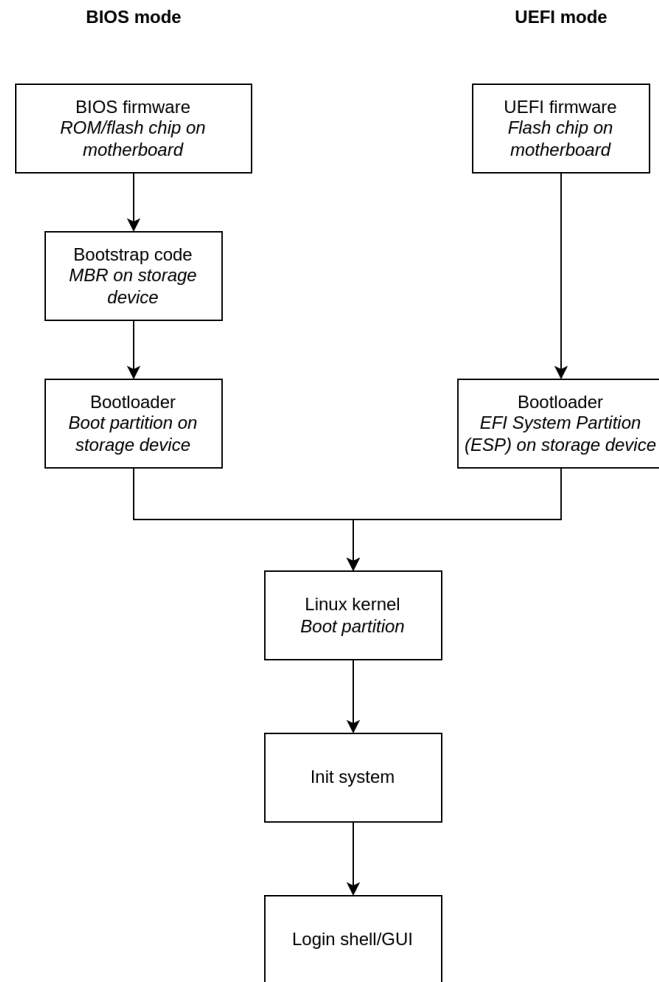 BIOS mode
UEFI mode
BIOS firmware
ROM/flash chip on
motherboard
UEFI firmware
Flash chip on
motherboard
Bootstrap code
MBR on storage
device
Bootloader
Boot partition on
storage device
Bootloader
EFI System Partition
(ESP) on storage device
Linux kernel
Boot partition
Init system
Login shell/GUI